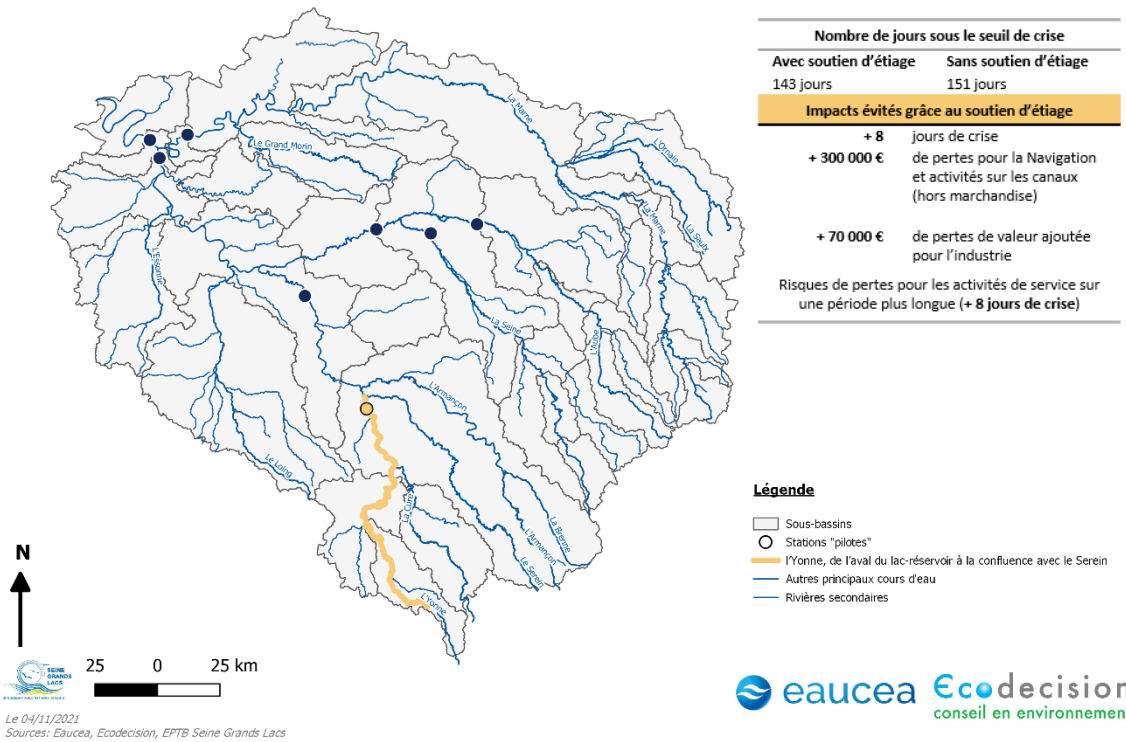 Nombre de jours sous le seuil de crise
Avec soutien d'étiage Sans soutien d'étiage
143 jours 151 jours
Impacts évités grâce au soutien d'étiage
+ 8 jours de crise
+ 300 000 € de pertes pour la Navigation
et activités sur les canaux
(hors marchandise)
+ 70 000 € de pertes de valeur ajoutée
pour l'industrie
Risques de pertes pour les activités de service sur
une période plus longue (+ 8 jours de crise)
La Marne
L'Ornain
Le Grand Morin
La Marne
La Saulx
L'Essonne
La Seine
L'Aube
L'Armançon
Le Loing
La Cure
La Brenne
L'Armançon
Le Serein
L'Yonne
Légende
Sous-bassins
Stations "pilotes"
l'Yonne, de l'aval du lac-réservoir à la confluence avec le Serein
Autres principaux cours d'eau
Rivières secondaires
N
25 0 25 km
SEINE
GRANDS
LACS
eaucea
Ecodecision
conseil en environnemen
Le 04/11/2021
Sources: Eaucea, Ecodecision, EPTB Seine Grands Lacs